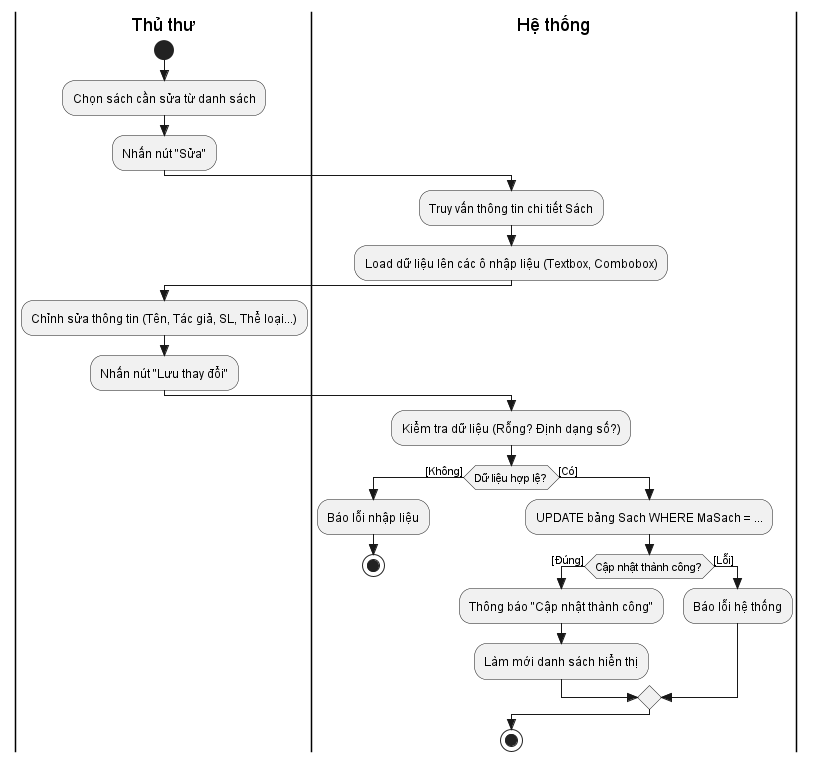 Thủ thư
Hệ thống
Chọn sách cần sửa từ danh sách
Nhấn nút "Sửa"
Truy vấn thông tin chi tiết Sách
Load dữ liệu lên các ô nhập liệu (Textbox, Combobox)
Chỉnh sửa thông tin (Tên, Tác giả, SL, Thể loại...)
Nhấn nút "Lưu thay đổi"
Kiểm tra dữ liệu (Rỗng? Định dạng số?)
[Không]
Dữ liệu hợp lệ?
[Có]
Báo lỗi nhập liệu
UPDATE bảng Sach WHERE MaSach = ...
[Đúng]
Cập nhật thành công?
[Lỗi]
Thông báo "Cập nhật thành công"
Báo lỗi hệ thống
Làm mới danh sách hiển thị